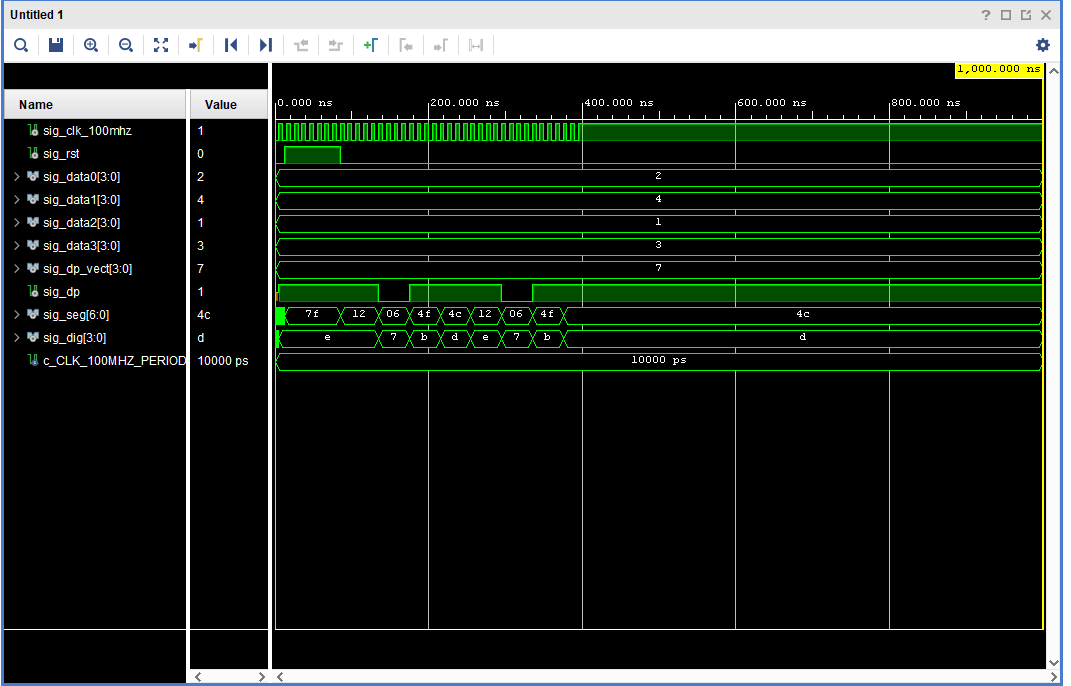 Untitled 1
1,000.000 ns
Name Value 0.000 ns 200.000 ns 400.000 ns 600.000 ns 800.000 ns
sig_clk_100mhz 1
sig_rst 0
sig_data0[3:0] 2 2
sig_data1[3:0] 4 4
sig_data2[3:0] 1 1
sig_data3[3:0] 3 3
sig_dp_vect[3:0] 7 7
sig_dp 1
sig_seg[6:0] 4c 7f 12 06 4f 4c 12 06 4f 4c
sig_dig[3:0] d e 7 b d e 7 b d
c_CLK_100MHZ_PERIOD 10000 ps 10000 ps